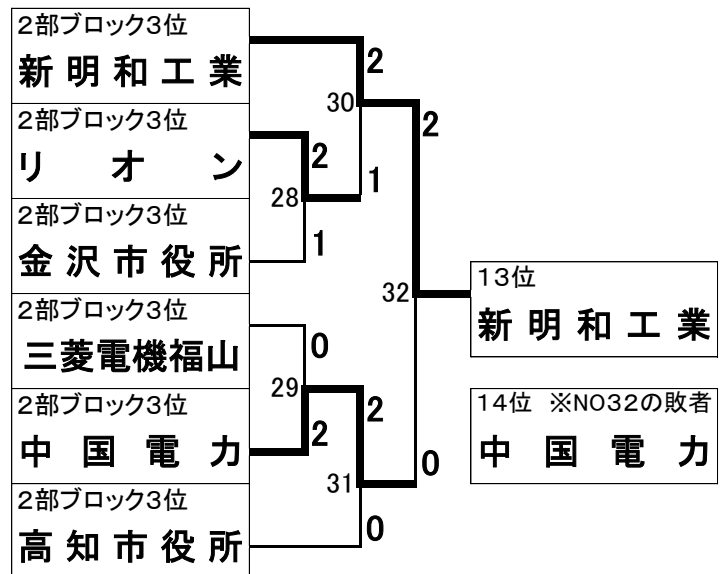 2部ブロック3位
新明和工業
2部ブロック3位
リオン
2部ブロック3位
金沢市役所
2部ブロック3位
三菱電機福山
2部ブロック3位
中国電力
2部ブロック3位
高知市役所
2
30
1
2
28
1
0
29
2
2
31
0
2
32
0
13位
新明和工業
14位 ※NO32の敗者
中国電力